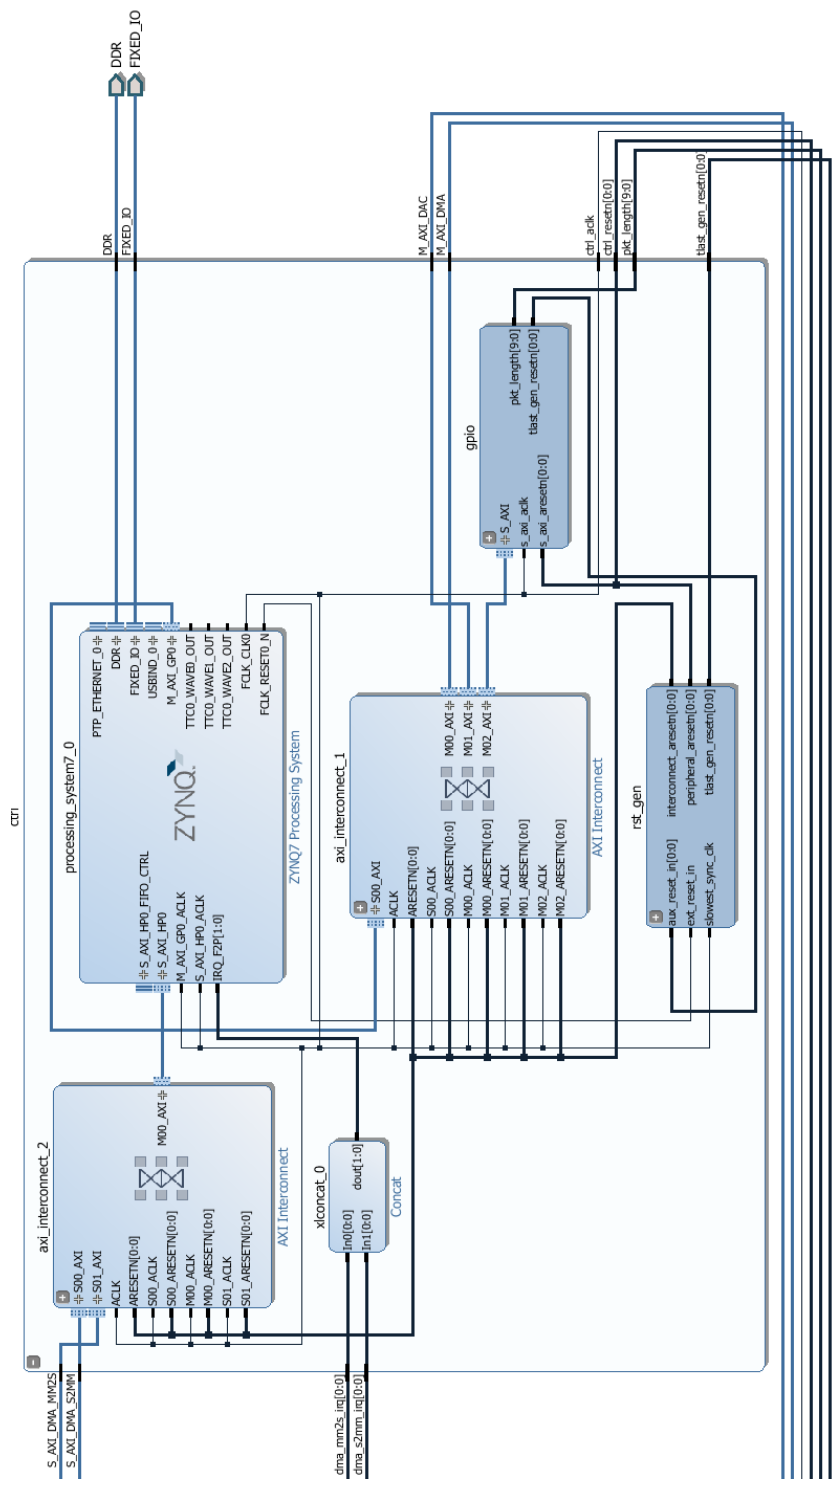 ctrl
S_AXI_DMA_MM2S
S_AXI_DMA_S2MM
dma_mm2s_irq[0:0]
dma_s2mm_irq[0:0]
axi_interconnect_2
S00_AXI
S01_AXI
ACLK
ARESETN[0:0]
S00_ACLK
S00_ARESETN[0:0]
M00_ACLK
M00_ARESETN[0:0]
S01_ACLK
S01_ARESETN[0:0]
M00_AXI
AXI Interconnect
xlconcat_0
In0[0:0]
In1[0:0]
dout[1:0]
Concat
processing_system7_0
S_AXI_HP0_FIFO_CTRL
S_AXI_HP0
M_AXI_GP0_ACLK
S_AXI_HP0_ACLK
IRQ_F2P[1:0]
ZYNQ
PTP_ETHERNET_0
DDR
FIXED_IO
USBIND_0
M_AXI_GP0
TTC0_WAVE0_OUT
TTC0_WAVE1_OUT
TTC0_WAVE2_OUT
FCLK_CLK0
FCLK_RESET0_N
ZYNQ7 Processing System
axi_interconnect_1
S00_AXI
ACLK
ARESETN[0:0]
S00_ACLK
S00_ARESETN[0:0]
M00_ACLK
M00_ARESETN[0:0]
M01_ACLK
M01_ARESETN[0:0]
M02_ACLK
M02_ARESETN[0:0]
M00_AXI
M01_AXI
M02_AXI
AXI Interconnect
rst_gen
aux_reset_in[0:0]
ext_reset_in
slowest_sync_clk
interconnect_aresetn[0:0]
peripheral_aresetn[0:0]
tlast_gen_resetn[0:0]
gpio
S_AXI
s_axi_aclk
s_axi_aresetn[0:0]
pkt_length[9:0]
tlast_gen_resetn[0:0]
DDR
FIXED_IO
M_AXI_DAC
M_AXI_DMA
ctrl_aclk
ctrl_resetn[0:0]
pkt_length[9:0]
tlast_gen_resetn[0:0]
DDR
FIXED_IO